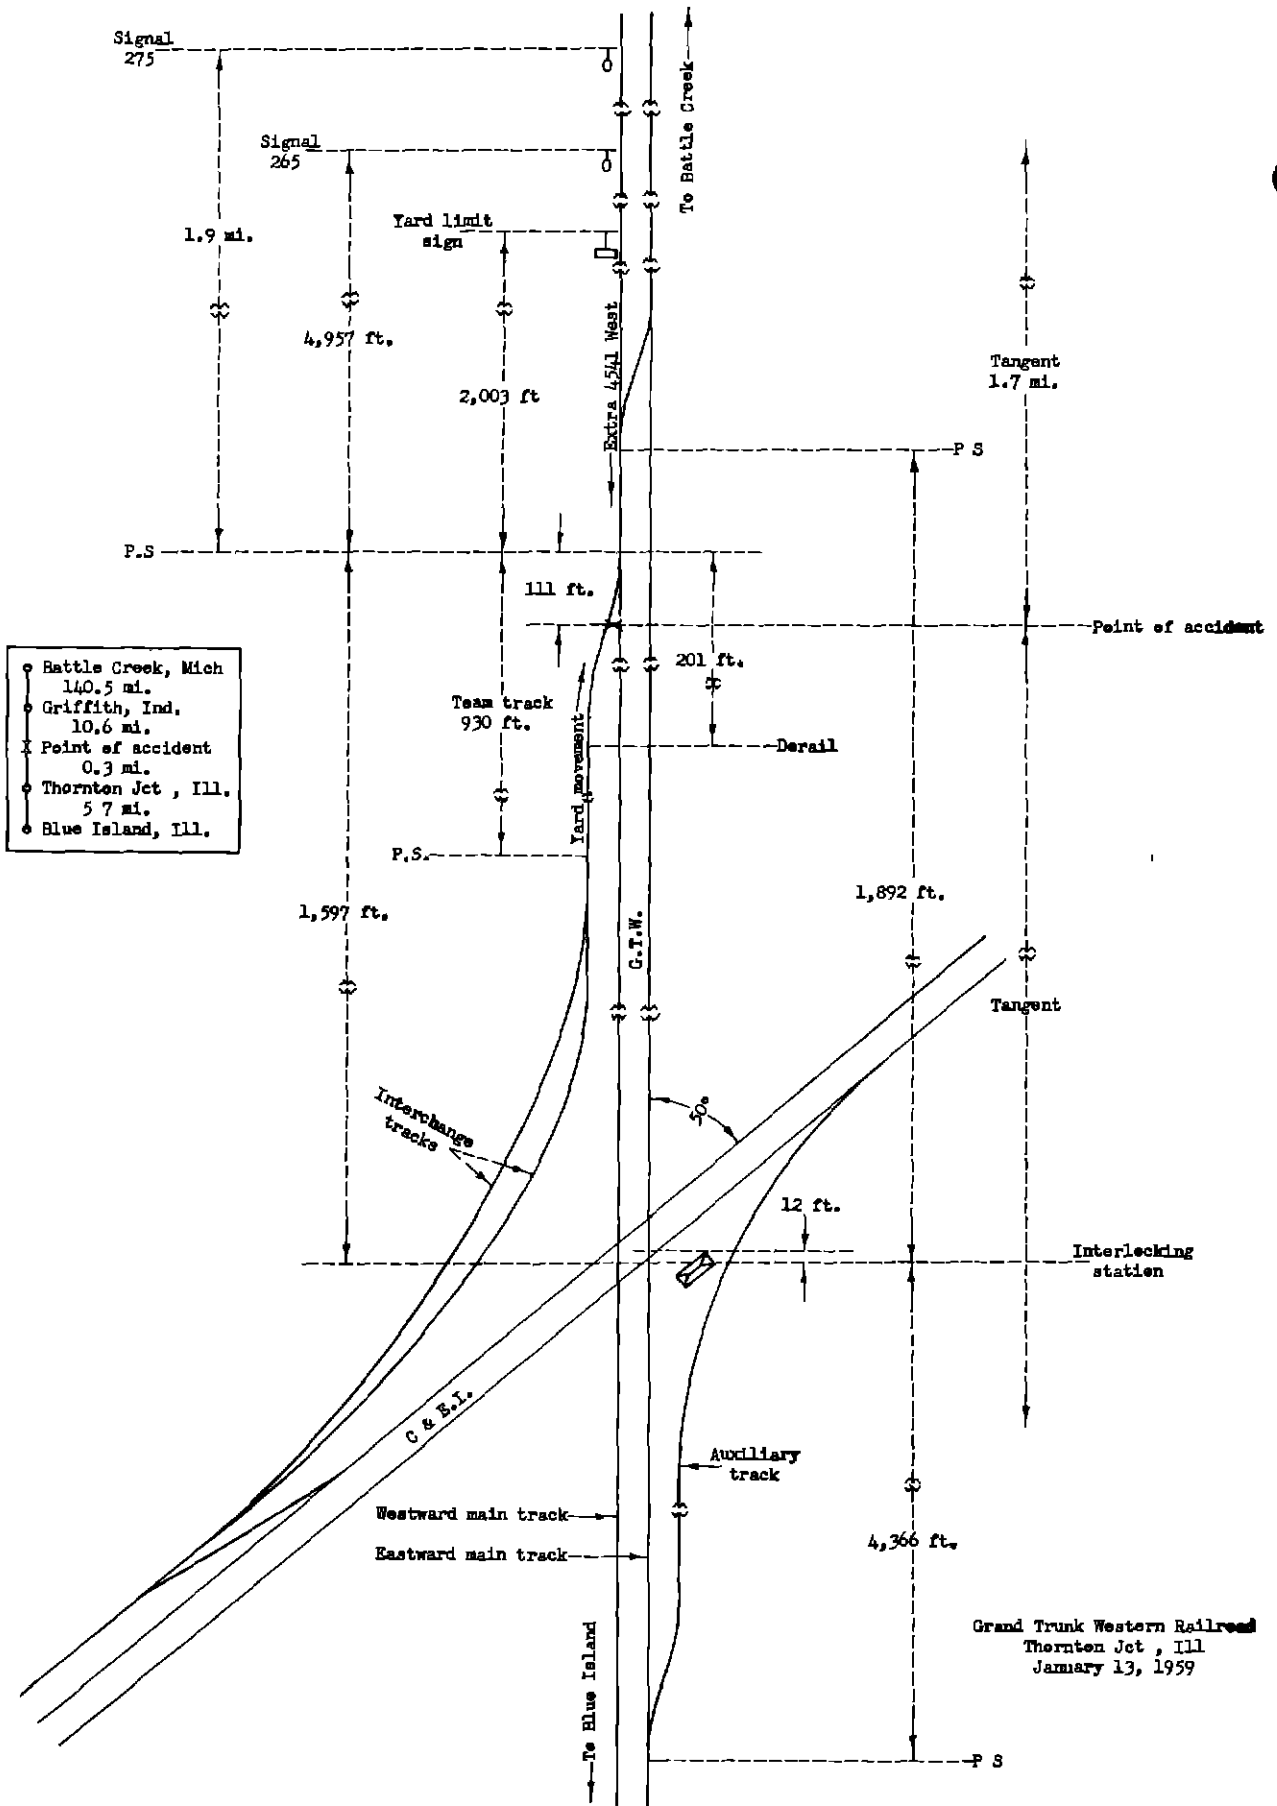 Signal
275
To Battle Creek
Signal
265
1.9 mi.
Yard limit
sign
4,957 ft.
Tangent
1.7 mi.
2,003 ft
Extra 4541 West
P S
P.S
111 ft.
Point of accident
201 ft.
Battle Creek, Mich
140.5 mi.
Griffith, Ind.
10.6 mi.
X Point of accident
0.3 mi.
Thornton Jct , Ill.
5 7 mi.
Blue Island, Ill.
Team track
930 ft.
Yard movement
Derail
P.S.
1,597 ft.
1,892 ft.
G.T.W.
Tangent
Interchange
tracks
50°
12 ft.
Interlocking
station
C & E.I.
Auxiliary
track
Westward main track
Eastward main track
4,366 ft.
To Blue Island
Grand Trunk Western Railroad
Thornton Jct , Ill
January 13, 1959
P S